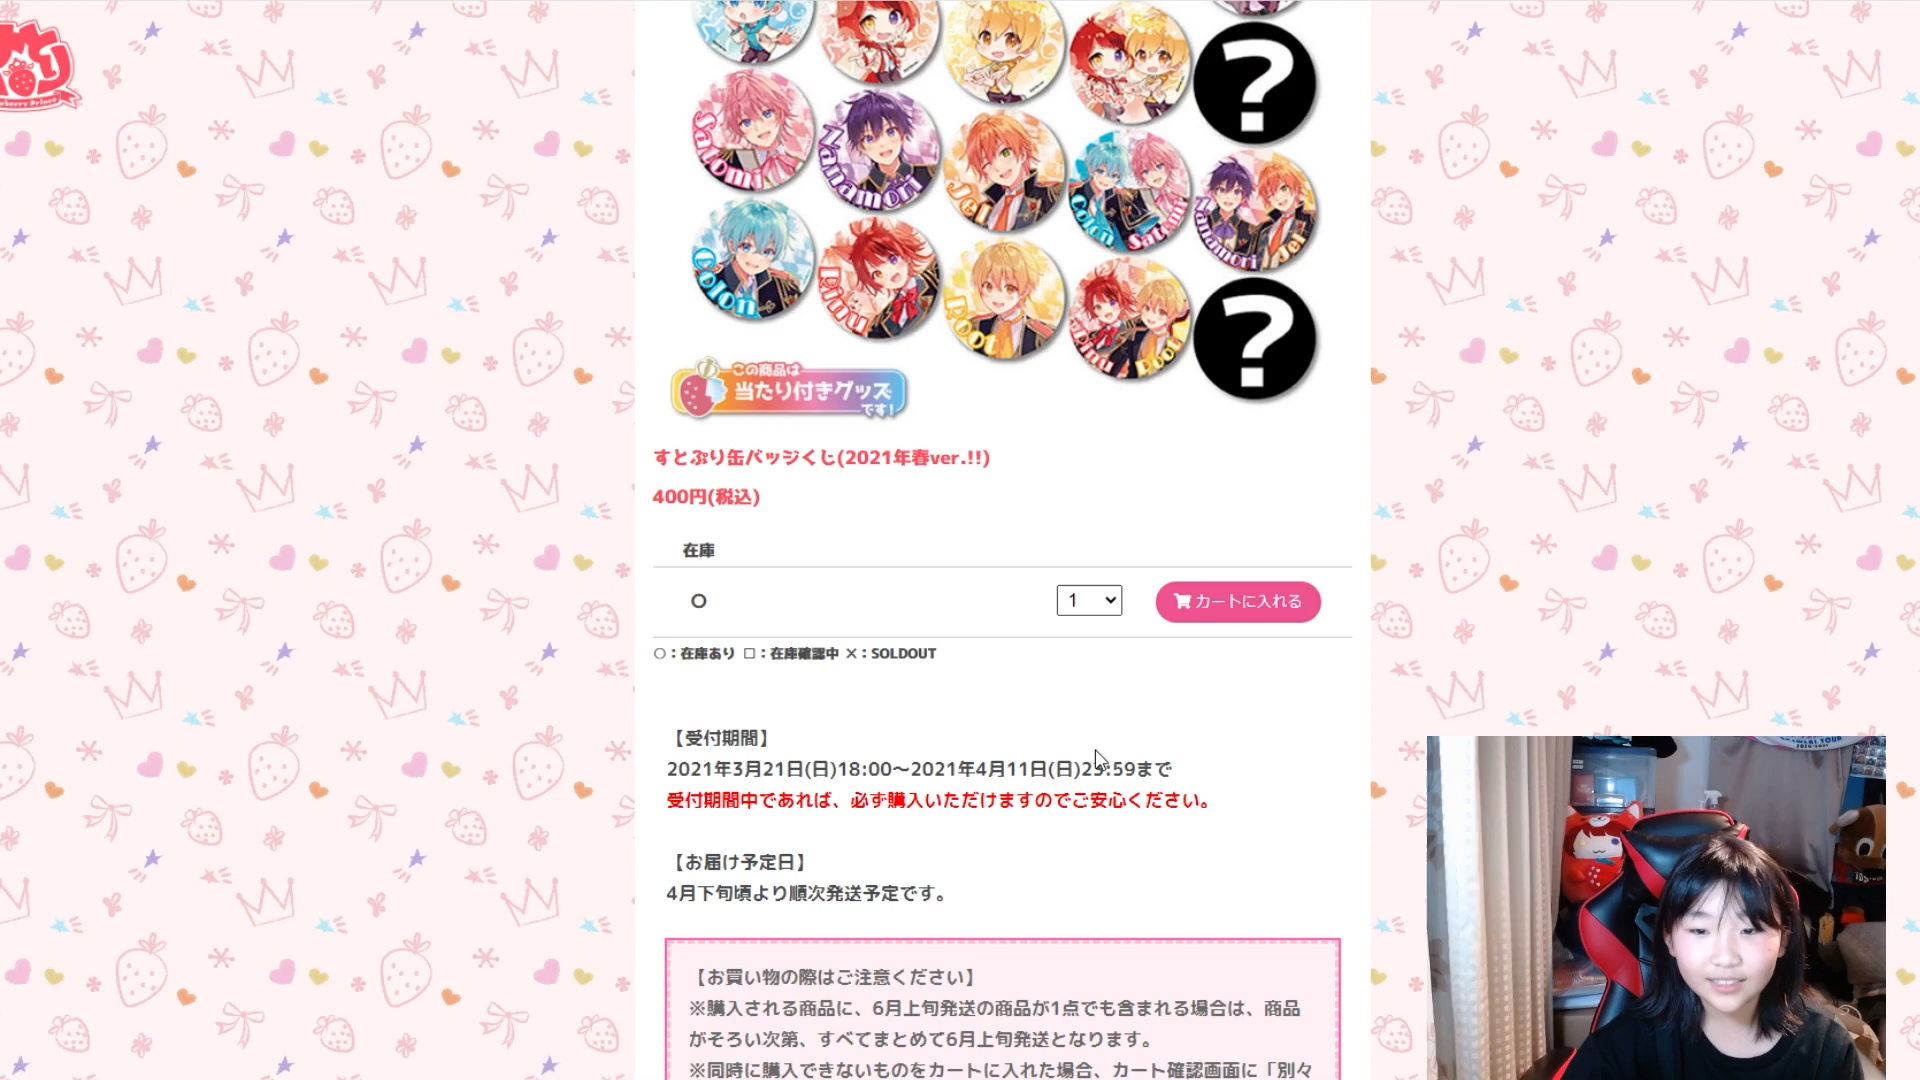 Satomi
Nanamori
Jel
Colon
Satomi
Nanamori
Jel
Colon
Rinu
Root
Rinu
Root
?
?
この商品は
当たり付きグッズ
です!
すとぷり缶バッジくじ(2021年春ver.!!)
400円(税込)
在庫
○
1
カートに入れる
○：在庫あり □：在庫確認中 ×：SOLDOUT
【受付期間】
2021年3月21日(日)18:00～2021年4月11日(日)23:59まで
受付期間中であれば、必ず購入いただけますのでご安心ください。
【お届け予定日】
4月下旬頃より順次発送予定です。
【お買い物の際はご注意ください】
※購入される商品に、6月上旬発送の商品が1点でも含まれる場合は、商品
がそろい次第、すべてまとめて6月上旬発送となります。
※同時に購入できないものをカートに入れた場合、カート確認画面に「別々